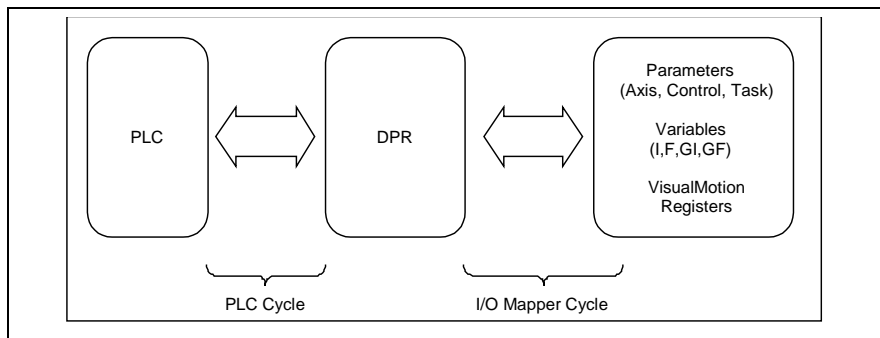 PLC
DPR
Parameters
(Axis, Control, Task)
Variables
(I,F,GI,GF)
VisualMotion
Registers
PLC Cycle
I/O Mapper Cycle